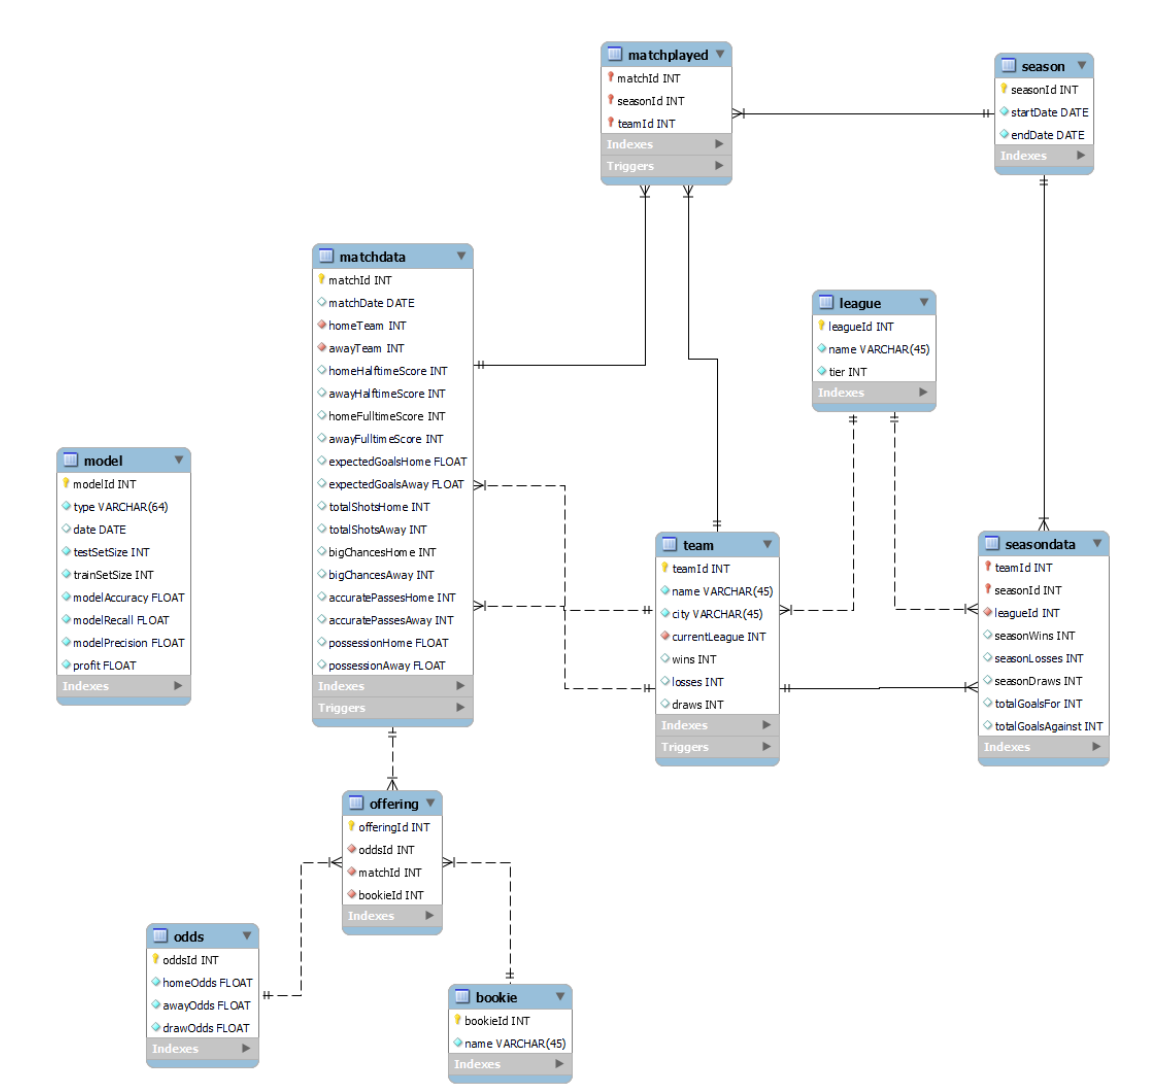 matchplayed
matchId INT
seasonId INT
teamId INT
Indexes
Triggers
season
seasonId INT
startDate DATE
endDate DATE
Indexes
matchdata
matchId INT
matchDate DATE
homeTeam INT
awayTeam INT
homeHalftimeScore INT
awayHalftimeScore INT
homeFulltimeScore INT
awayFulltimeScore INT
expectedGoalsHome FLOAT
expectedGoalsAway FLOAT
totalShotsHome INT
totalShotsAway INT
bigChancesHome INT
bigChancesAway INT
accuratePassesHome INT
accuratePassesAway INT
possessionHome FLOAT
possessionAway FLOAT
Indexes
Triggers
league
leagueId INT
name VARCHAR(45)
tier INT
Indexes
model
modelId INT
type VARCHAR(64)
date DATE
testSetSize INT
trainSetSize INT
modelAccuracy FLOAT
modelRecall FLOAT
modelPrecision FLOAT
profit FLOAT
Indexes
team
teamId INT
name VARCHAR(45)
city VARCHAR(45)
currentLeague INT
wins INT
losses INT
draws INT
Indexes
Triggers
seasondata
teamId INT
seasonId INT
leagueId INT
seasonWins INT
seasonLosses INT
seasonDraws INT
totalGoalsFor INT
totalGoalsAgainst INT
Indexes
offering
offeringId INT
oddsId INT
matchId INT
bookieId INT
Indexes
odds
oddsId INT
homeOdds FLOAT
awayOdds FLOAT
drawOdds FLOAT
Indexes
bookie
bookieId INT
name VARCHAR(45)
Indexes